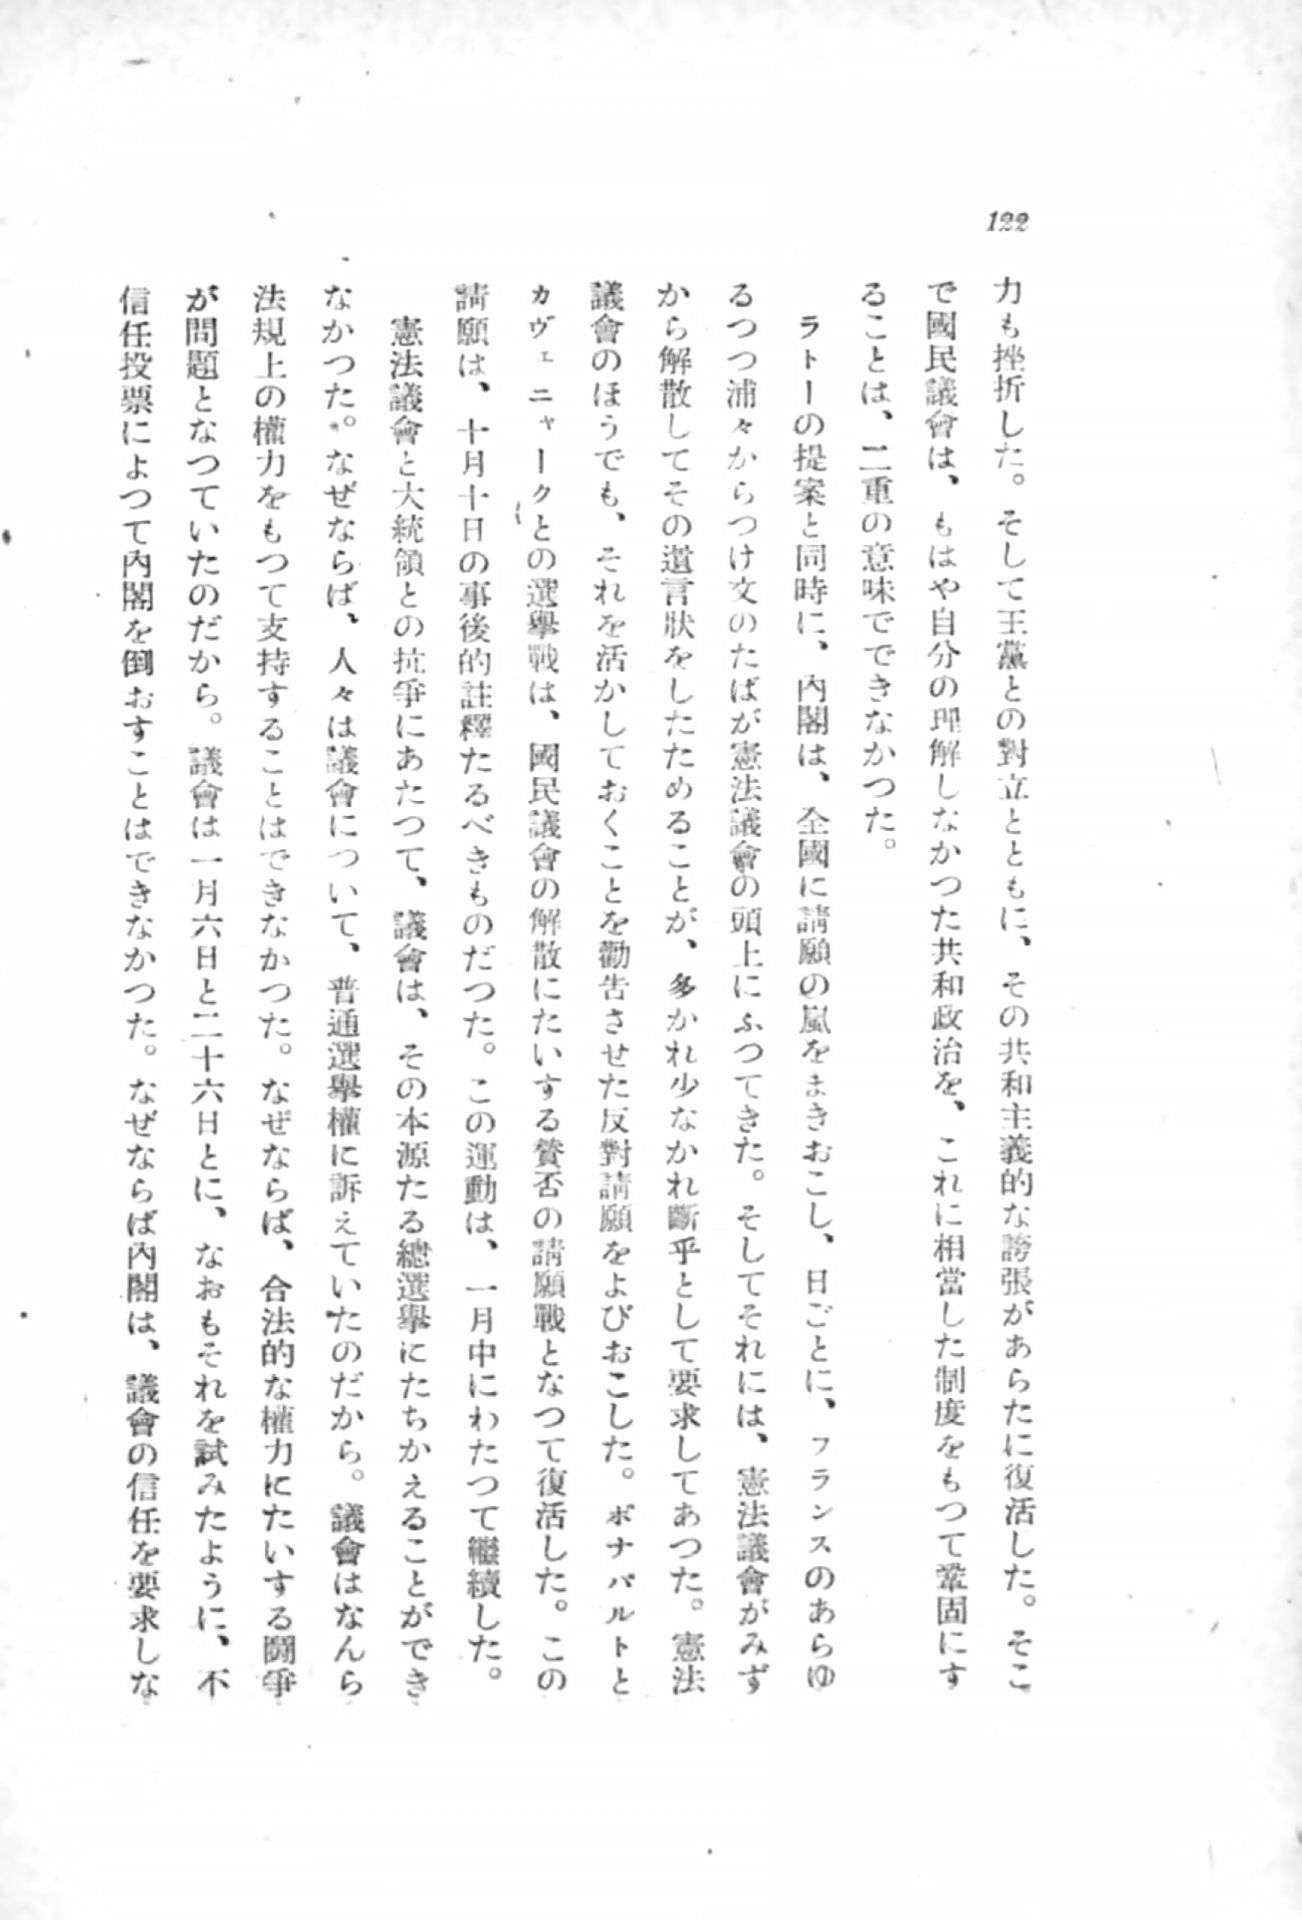 122
力も挫折した。そして王黨との對立とともに、その共和主義的な誇張があらたに復活した。そこ
で國民議會は、もはや自分の理解しなかつた共和政治を、これに相當した制度をもつて鞏固にす
ることは、二重の意味でできなかつた。
ラトーの提案と同時に、內閣は、全國に請願の嵐をまきおこし、日ごとに、フランスのあらゆ
るつつ浦々からつけ文のたばが憲法議會の頭上にふつてきた。そしてそれには、憲法議會がみず
から解散してその遺言狀をしたためることが、多かれ少なかれ斷乎として要求してあつた。憲法
議會のほうでも、それを活かしておくことを勸告させた反對請願をよびおこした。ボナパルトと
カヴェニャークとの選擧戰は、國民議會の解散にたいする贊否の請願戰となつて復活した。この
請願は、十月十日の事後的註釋たるべきものだつた。この運動は、一月中にわたつて繼續した。
憲法議會と大統領との抗爭にあたつて、議會は、その本源たる總選擧にたちかえることができ
なかつた。なぜならば、人々は議會について、普通選擧權に訴えていたのだから。議會はなんら
法規上の權力をもつて支持することはできなかつた。なぜならば、合法的な權力にたいする鬪爭
が問題となつていたのだから。議會は一月六日と二十六日とに、なおもそれを試みたように、不
信任投票によつて內閣を倒おすことはできなかつた。なぜならば內閣は、議會の信任を要求しな